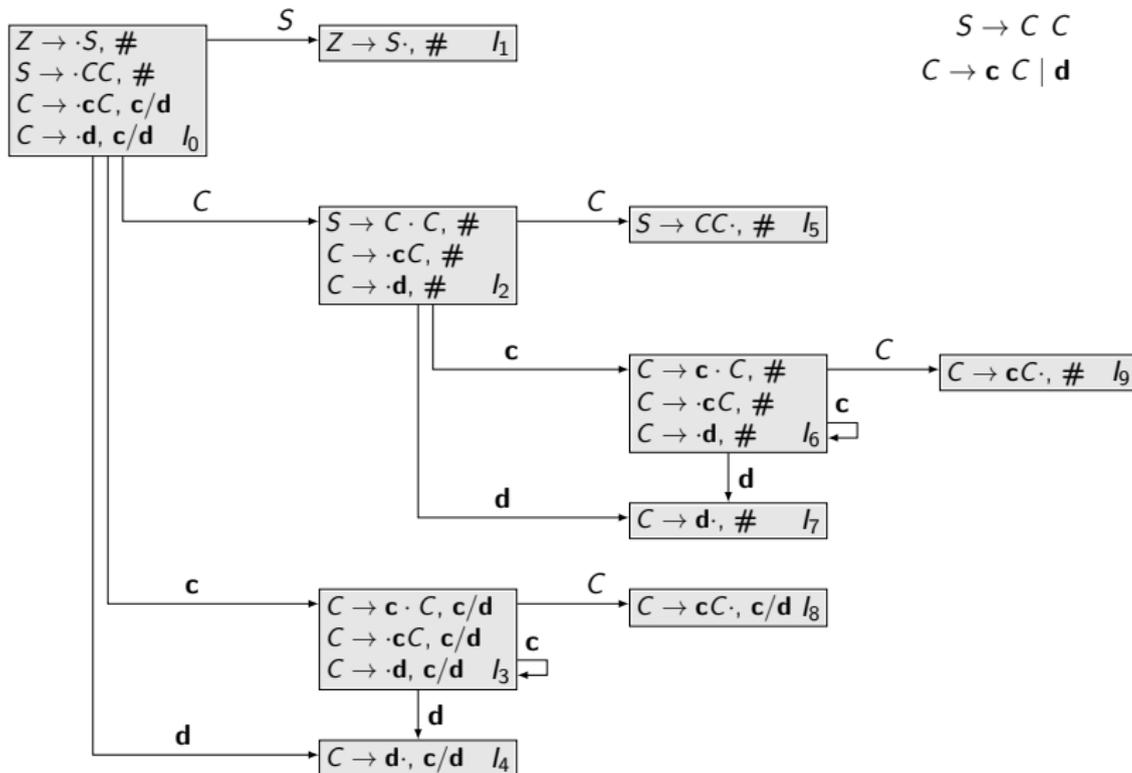 S
Z → ·S, #
S → ·CC, #
C → ·cC, c/d
C → ·d, c/d I₀
Z → S·, # I₁
S → C C
C → c C | d
C
S → C · C, #
C → ·cC, #
C → ·d, # I₂
C
S → CC·, # I₅
c
C → c · C, #
C → ·cC, #
C → ·d, # I₆
C
C → cC·, # I₉
c
d
d
C → d·, # I₇
c
C → c · C, c/d
C → ·cC, c/d
C → ·d, c/d I₃
C
C → cC·, c/d I₈
c
d
d
C → d·, c/d I₄